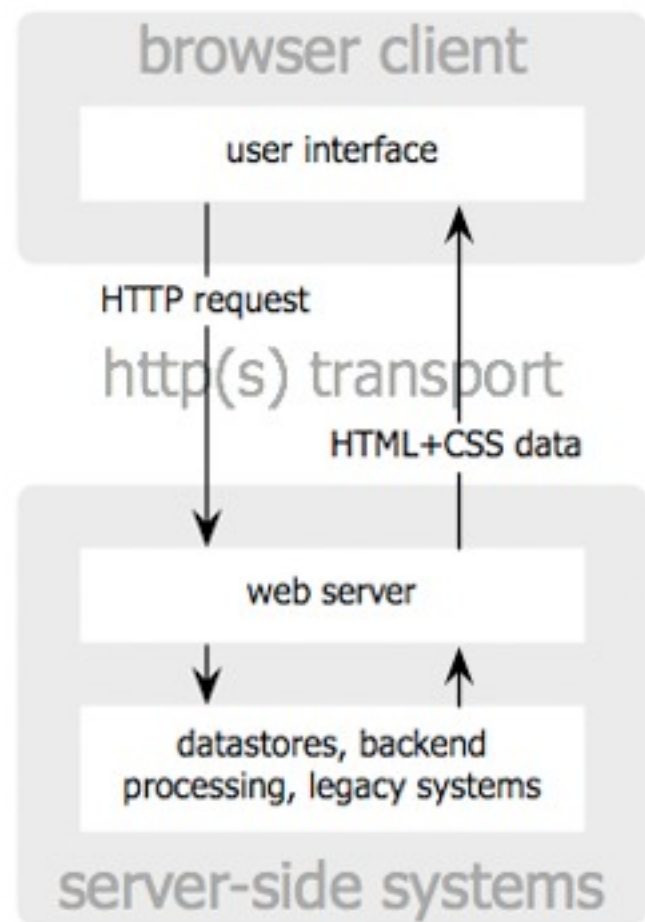 browser client
user interface
HTTP request
http(s) transport
HTML+CSS data
web server
datastores, backend
processing, legacy systems
server-side systems